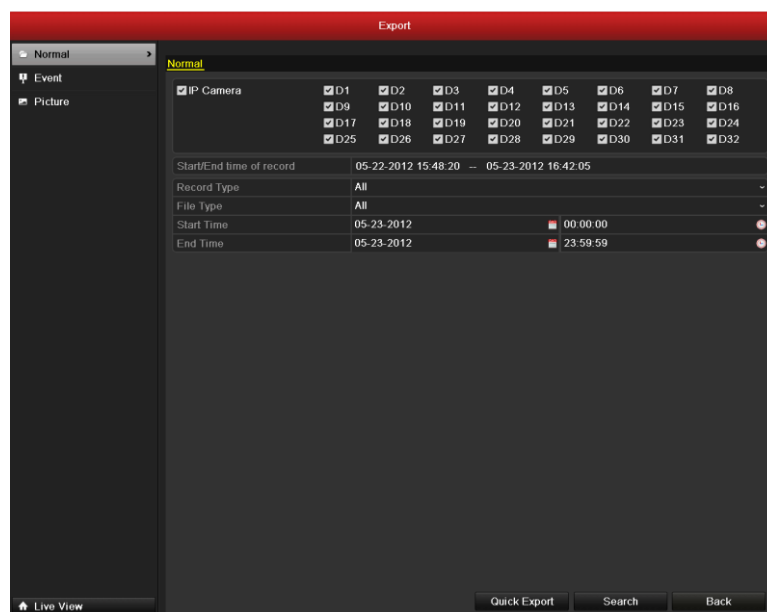 Export
Normal
Event
Picture
Normal
IP Camera D1 D2 D3 D4 D5 D6 D7 D8
D9 D10 D11 D12 D13 D14 D15 D16
D17 D18 D19 D20 D21 D22 D23 D24
D25 D26 D27 D28 D29 D30 D31 D32
Start/End time of record 05-22-2012 15:48:20 -- 05-23-2012 16:42:05
Record Type All
File Type All
Start Time 05-23-2012 00:00:00
End Time 05-23-2012 23:59:59
Live View Quick Export Search Back